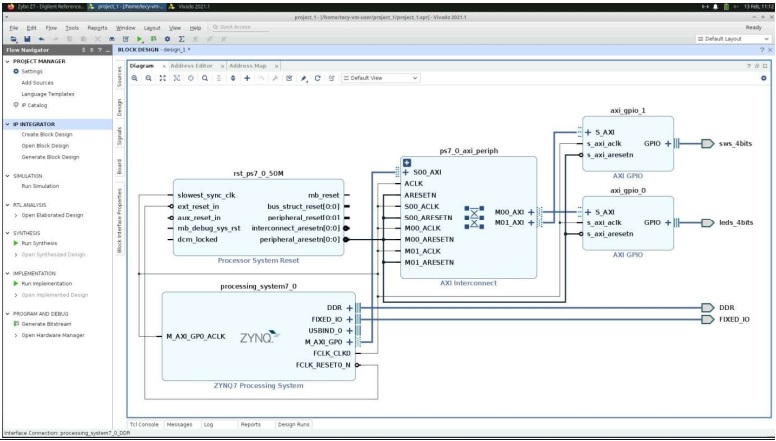 Zybo Z7 - Digilent Reference... project_1 - [/home/tecy-vm-... Vivado 2021.1 13 Feb, 11:12
project_1 - [/home/tecy-vm-user/project_1/project_1.xpr] - Vivado 2021.1
File Edit Flow Tools Reports Window Layout View Help Quick Access Ready
Default Layout
Flow Navigator
BLOCK DESIGN - design_1 *
PROJECT MANAGER
Settings
Add Sources
Language Templates
IP Catalog
IP INTEGRATOR
Create Block Design
Open Block Design
Generate Block Design
SIMULATION
Run Simulation
RTL ANALYSIS
Open Elaborated Design
SYNTHESIS
Run Synthesis
Open Synthesized Design
IMPLEMENTATION
Run Implementation
Open Implemented Design
PROGRAM AND DEBUG
Generate Bitstream
Open Hardware Manager
Sources
Design
Signals
Board
Block Interface Properties
Diagram x Address Editor x Address Map x
Default View
axi_gpio_1
S_AXI
s_axi_aclk
s_axi_aresetn
GPIO
AXI GPIO
sws_4bits
axi_gpio_0
S_AXI
s_axi_aclk
s_axi_aresetn
GPIO
AXI GPIO
leds_4bits
ps7_0_axi_periph
S00_AXI
ACLK
ARESETN
S00_ACLK
S00_ARESETN
M00_ACLK
M00_ARESETN
M01_ACLK
M01_ARESETN
M00_AXI
M01_AXI
AXI Interconnect
rst_ps7_0_50M
slowest_sync_clk
ext_reset_in
aux_reset_in
mb_debug_sys_rst
dcm_locked
mb_reset
bus_struct_reset[0:0]
peripheral_reset[0:0]
interconnect_aresetn[0:0]
peripheral_aresetn[0:0]
Processor System Reset
processing_system7_0
M_AXI_GP0_ACLK
ZYNQ
DDR
FIXED_IO
USBIND_0
M_AXI_GP0
FCLK_CLK0
FCLK_RESET0_N
ZYNQ7 Processing System
DDR
FIXED_IO
Tcl Console Messages Log Reports Design Runs
Interface Connection: processing_system7_0_DDR